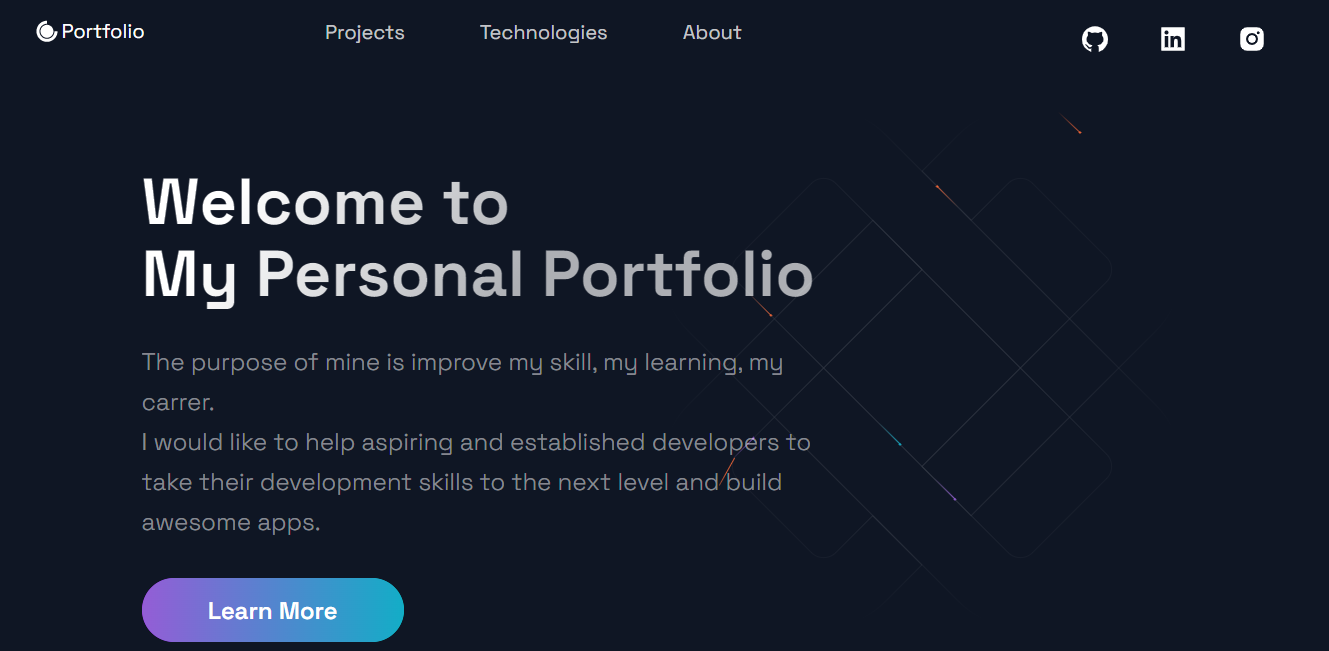 Portfolio
Projects
Technologies
About
Welcome to
My Personal Portfolio
The purpose of mine is improve my skill, my learning, my
carrer.
I would like to help aspiring and established developers to
take their development skills to the next level and build
awesome apps.
Learn More